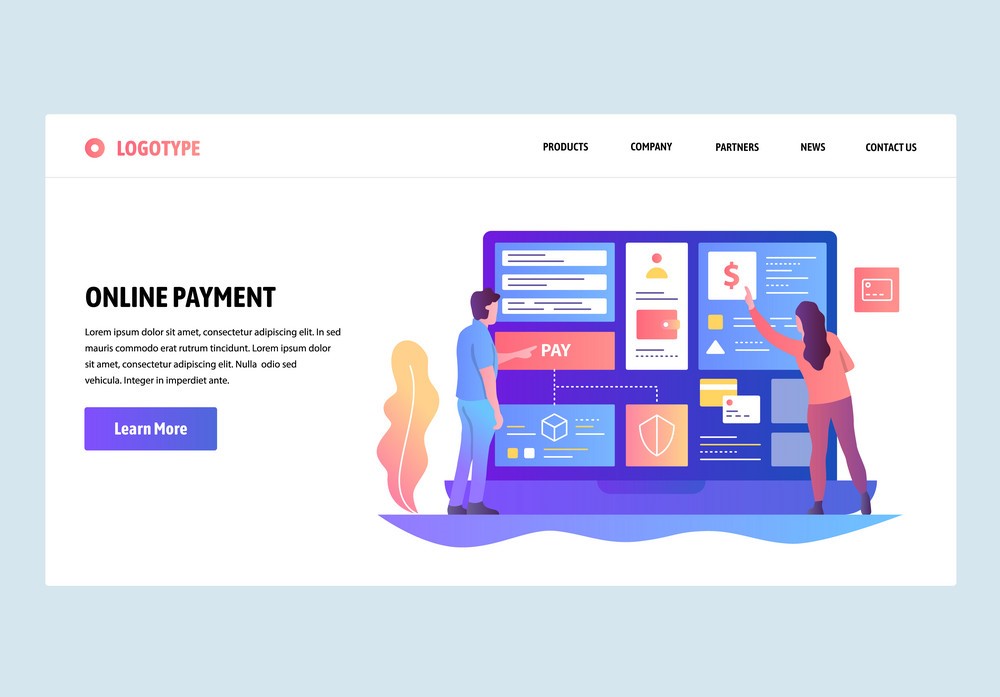 LOGOTYPE
PRODUCTS
COMPANY
PARTNERS
NEWS
CONTACT US
ONLINE PAYMENT
Lorem ipsum dolor sit amet, consectetur adipiscing elit. In sed
mauris commodo erat rutrum tincidunt. Lorem ipsum dolor
sit amet, consectetur adipiscing elit. Nulla odio sed
vehicula. Integer in imperdiet ante.
Learn More
$
PAY